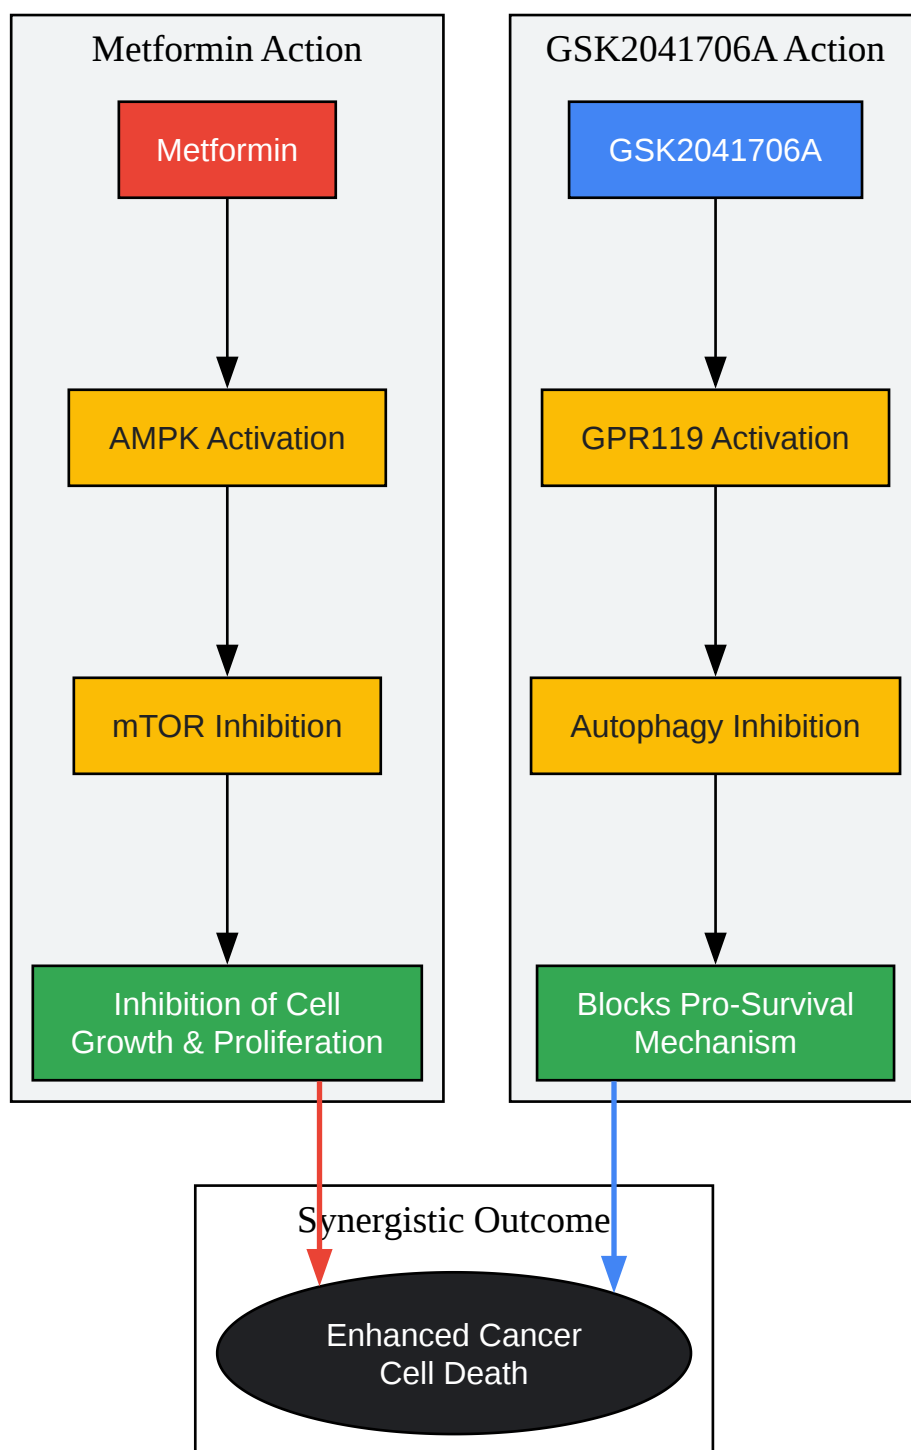 Metformin Action
Metformin
AMPK Activation
mTOR Inhibition
Inhibition of Cell
Growth & Proliferation
GSK2041706A Action
GSK2041706A
GPR119 Activation
Autophagy Inhibition
Blocks Pro-Survival
Mechanism
Synergistic Outcome
Enhanced Cancer
Cell Death